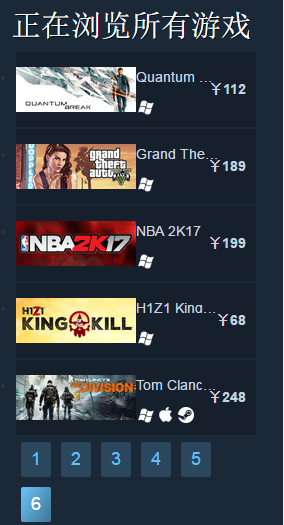 正在浏览所有游戏
Quantum ...
¥112
QUANTUM BREAK
Grand The...
¥189
grand
theft
auto
V
NBA 2K17
¥199
NBA2K17
H1Z1 King...
¥68
H1Z1
KING KILL
Tom Clanc...
¥248
TOM CLANCY'S
THE DIVISION
1 2 3 4 5
6